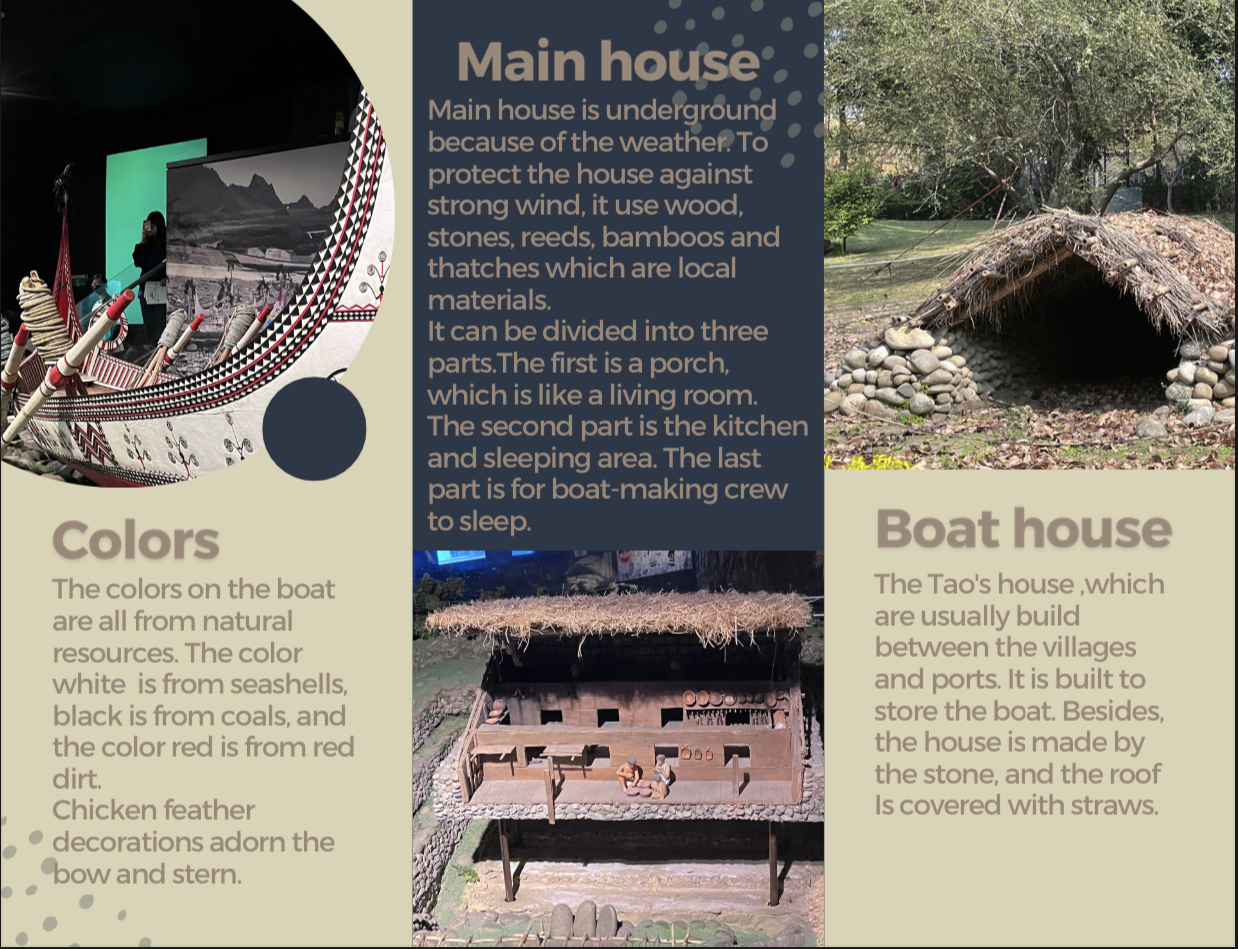 Colors
The colors on the boat
are all from natural
resources. The color
white  is from seashells,
black is from coals, and
the color red is from red
dirt.
Chicken feather
decorations adorn the
bow and stern.
Main house
Main house is underground
because of the weather. To
protect the house against
strong wind, it use wood,
stones, reeds, bamboos and
thatches which are local
materials.
It can be divided into three
parts.The first is a porch,
which is like a living room.
The second part is the kitchen
and sleeping area. The last
part is for boat-making crew
to sleep.
Boat house
The Tao's house ,which
are usually build
between the villages
and ports. It is built to
store the boat. Besides,
the house is made by
the stone, and the roof
Is covered with straws.